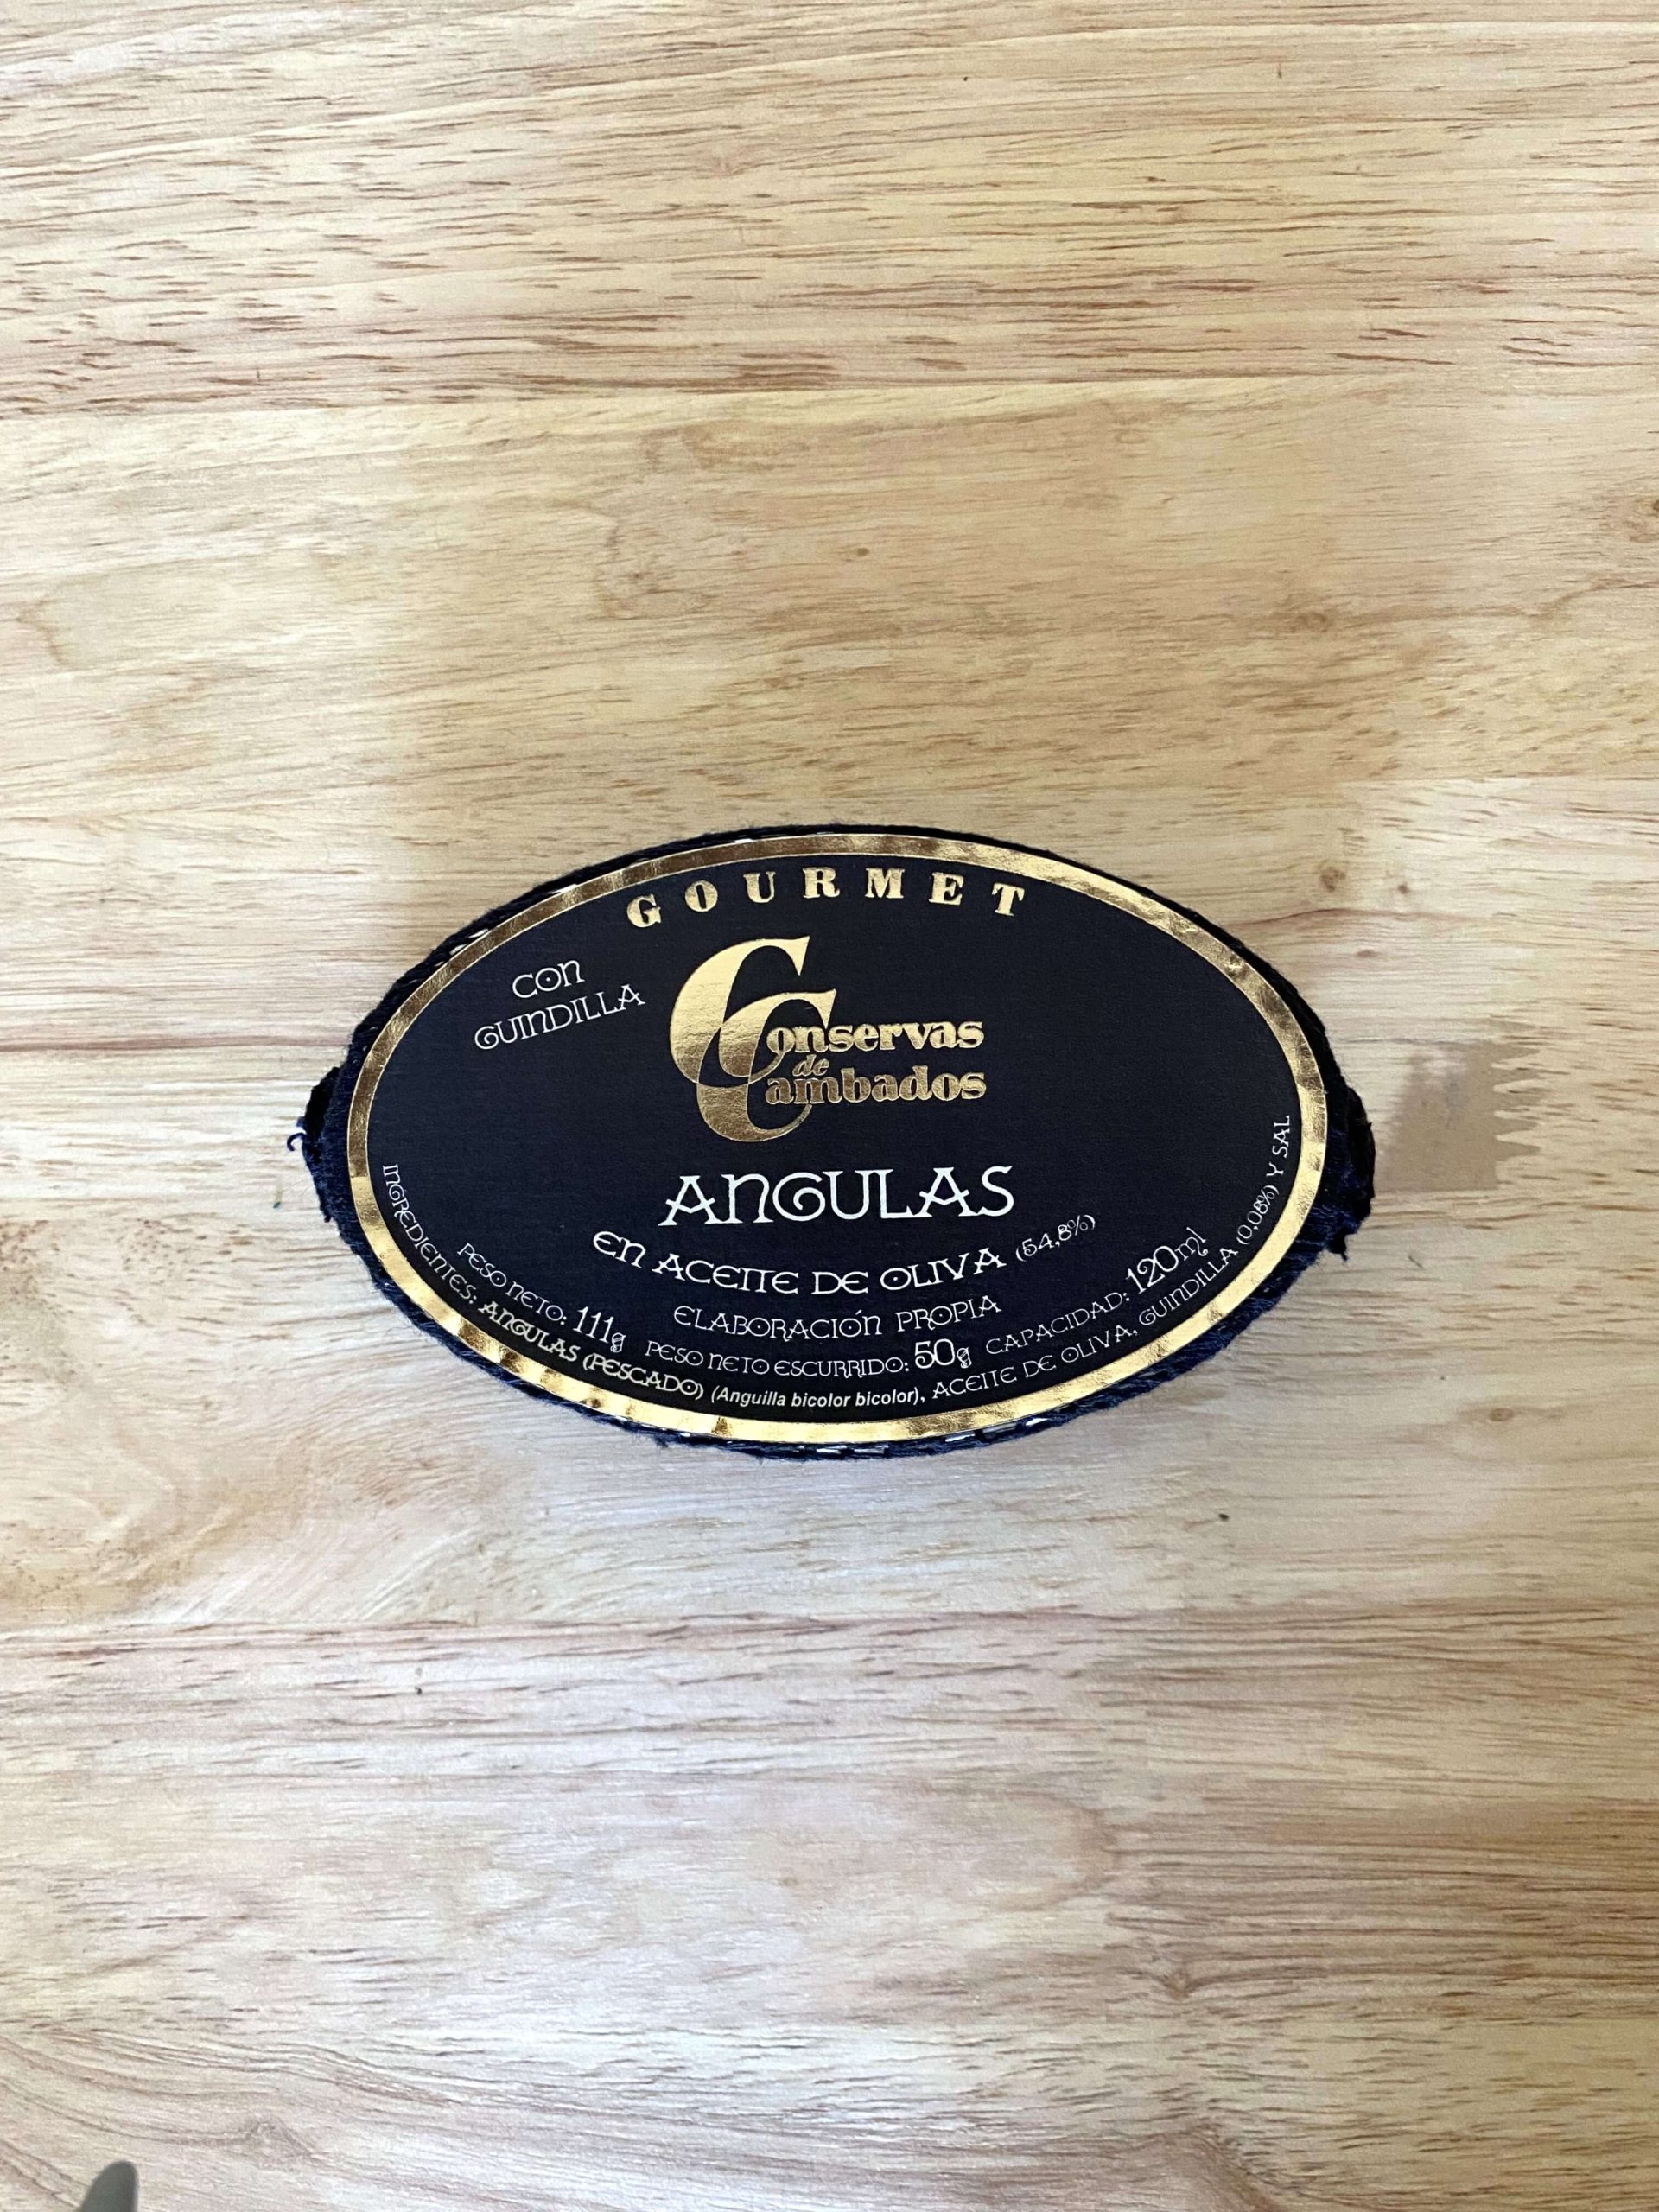 GOURMET
CON
GUINDILLA
Conservas
de
Cambados
ANGULAS
EN ACEITE DE OLIVA (54,8%)
ELABORACIÓN PROPIA
PESO NETO: 111g PESO NETO ESCURRIDO: 50g CAPACIDAD: 120ml
INGREDIENTES: ANGULAS (PESCADO) (Anguilla bicolor bicolor), ACEITE DE OLIVA, GUINDILLA (0,08%) Y SAL